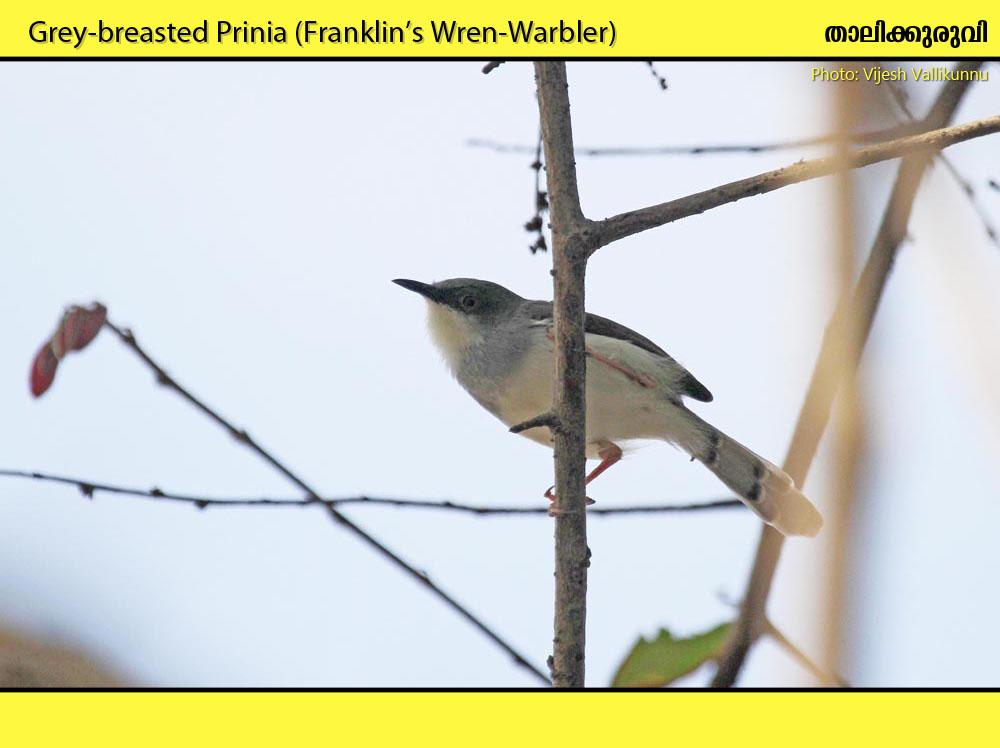 Grey-breasted Prinia (Franklin’s Wren-Warbler)
താലിക്കുരുവി
Photo: Vijesh Vallikunnu